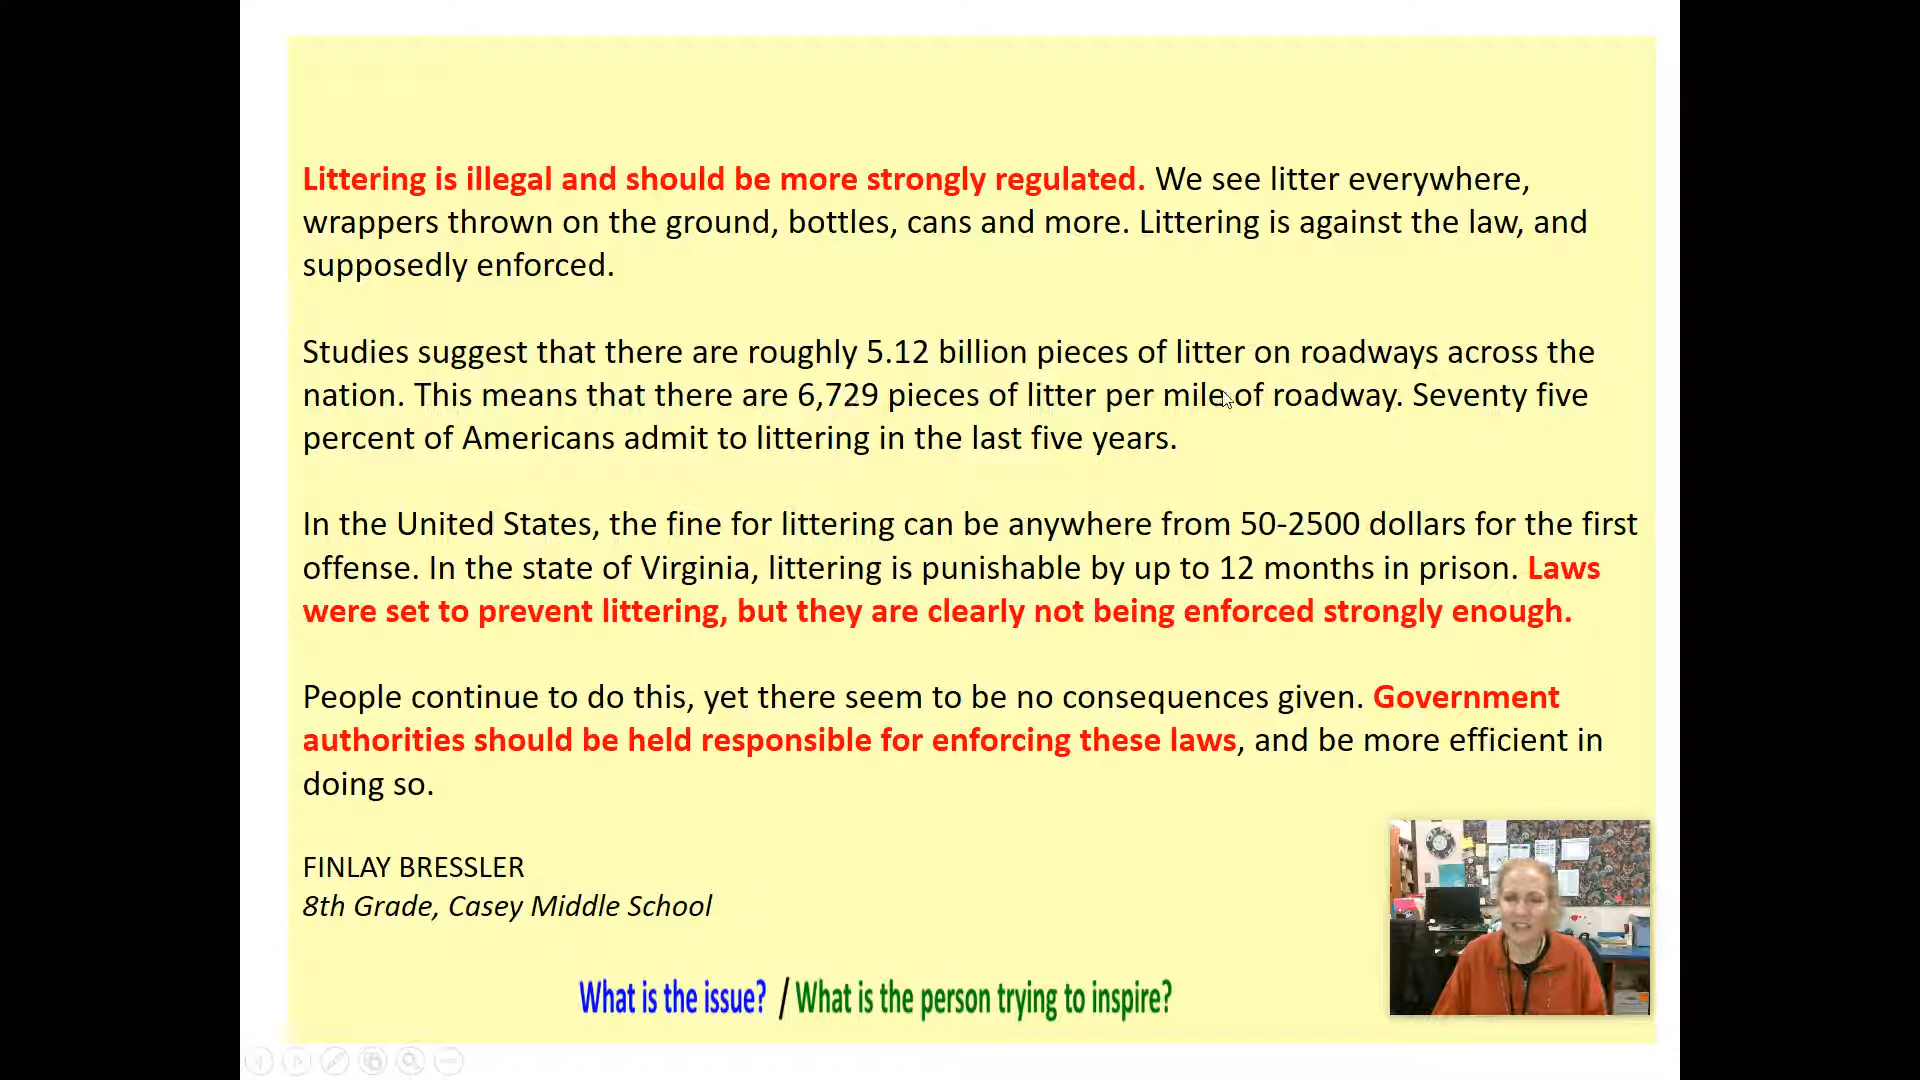 Littering is illegal and should be more strongly regulated. We see litter everywhere,
wrappers thrown on the ground, bottles, cans and more. Littering is against the law, and
supposedly enforced.
Studies suggest that there are roughly 5.12 billion pieces of litter on roadways across the
nation. This means that there are 6,729 pieces of litter per mile of roadway. Seventy five
percent of Americans admit to littering in the last five years.
In the United States, the fine for littering can be anywhere from 50-2500 dollars for the first
offense. In the state of Virginia, littering is punishable by up to 12 months in prison. Laws
were set to prevent littering, but they are clearly not being enforced strongly enough.
People continue to do this, yet there seem to be no consequences given. Government
authorities should be held responsible for enforcing these laws, and be more efficient in
doing so.
FINLAY BRESSLER
8th Grade, Casey Middle School
What is the issue? / What is the person trying to inspire?